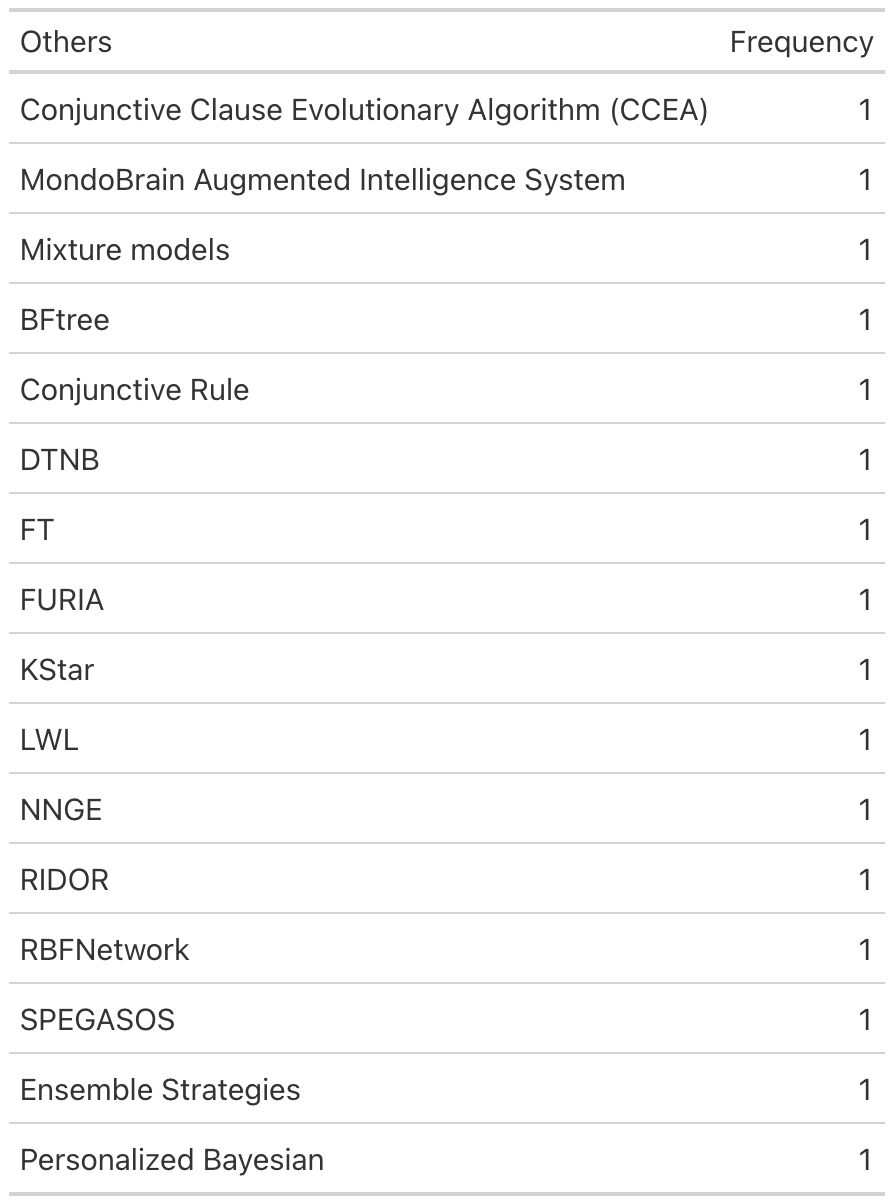 Others Frequency
Conjunctive Clause Evolutionary Algorithm (CCEA) 1
MondoBrain Augmented Intelligence System 1
Mixture models 1
BFtree 1
Conjunctive Rule 1
DTNB 1
FT 1
FURIA 1
KStar 1
LWL 1
NNGE 1
RIDOR 1
RBFNetwork 1
SPEGASOS 1
Ensemble Strategies 1
Personalized Bayesian 1